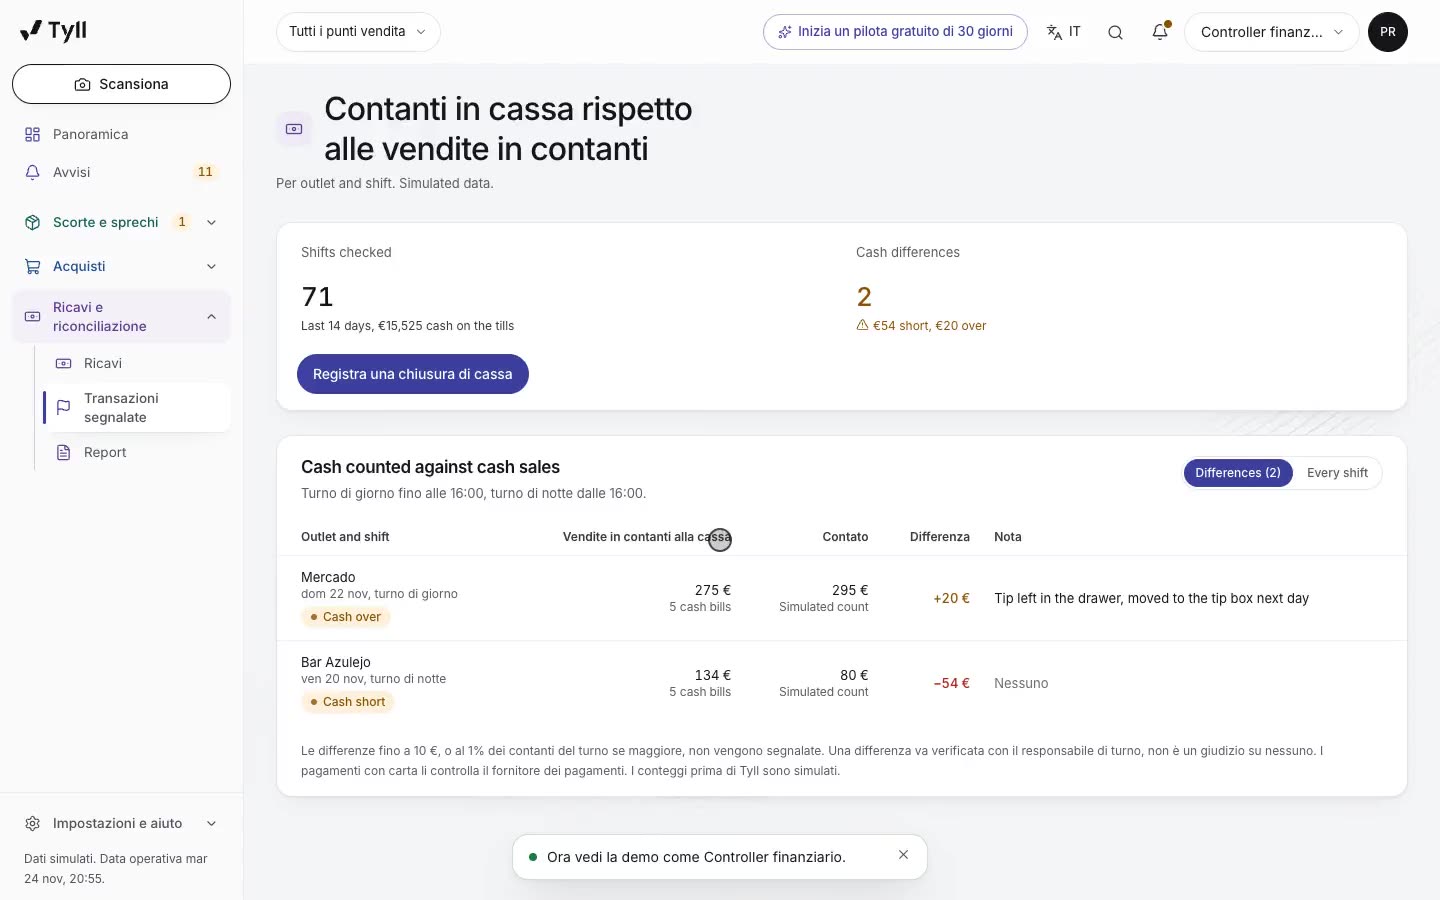 Tyll
Scansiona
Panoramica
Avvisi 11
Scorte e sprechi 1
Acquisti
Ricavi e
riconciliazione
Ricavi
Transazioni
segnalate
Report
Impostazioni e aiuto
Dati simulati. Data operativa mar
24 nov, 20:55.
Tutti i punti vendita
Inizia un pilota gratuito di 30 giorni
IT
Controller finanz...
PR
Contanti in cassa rispetto
alle vendite in contanti
Per outlet and shift. Simulated data.
Shifts checked
71
Last 14 days, €15,525 cash on the tills
Cash differences
2
€54 short, €20 over
Registra una chiusura di cassa
Cash counted against cash sales
Turno di giorno fino alle 16:00, turno di notte dalle 16:00.
Differences (2) Every shift
Outlet and shift Vendite in contanti alla cassa Contato Differenza Nota
Mercado
dom 22 nov, turno di giorno
Cash over
275 €
5 cash bills
295 €
Simulated count
+20 €
Tip left in the drawer, moved to the tip box next day
Bar Azulejo
ven 20 nov, turno di notte
Cash short
134 €
5 cash bills
80 €
Simulated count
−54 €
Nessuno
Le differenze fino a 10 €, o al 1% dei contanti del turno se maggiore, non vengono segnalate. Una differenza va verificata con il responsabile di turno, non è un giudizio su nessuno. I
pagamenti con carta li controlla il fornitore dei pagamenti. I conteggi prima di Tyll sono simulati.
Ora vedi la demo come Controller finanziario.